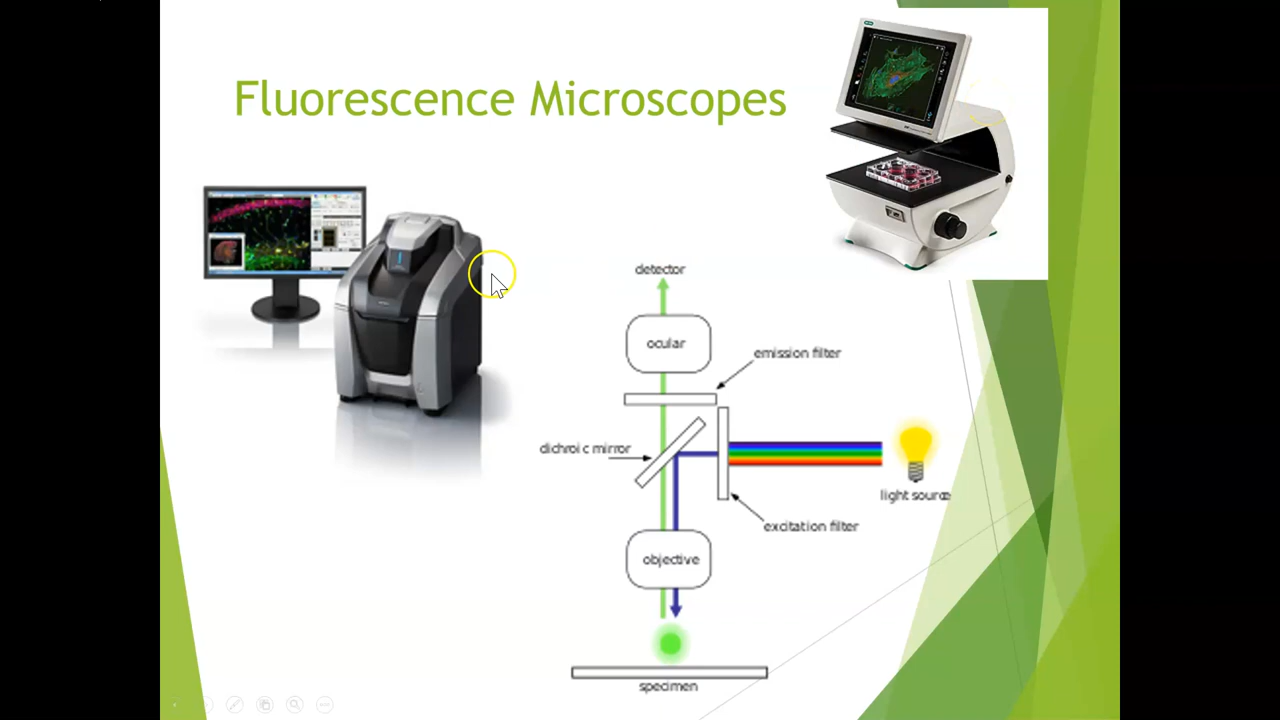 Fluorescence Microscopes
detector
ocular
emission filter
dichroic mirror
light source
excitation filter
objective
specimen